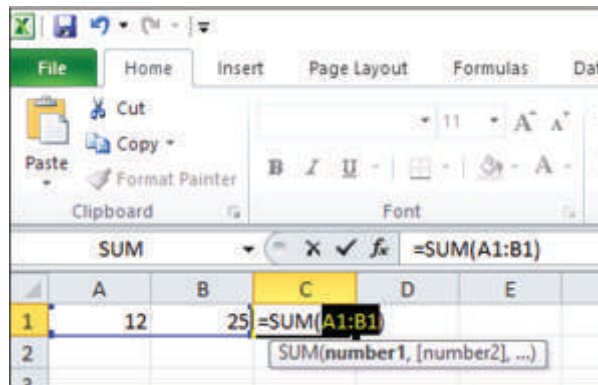 File Home Insert Page Layout Formulas Da
Cut
Copy
Paste
Format Painter
11 A A
B I U A
Clipboard Font
SUM fx =SUM(A1:B1)
A B C D E
1 12 25 =SUM(A1:B1)
2 SUM(number1, [number2], ...)